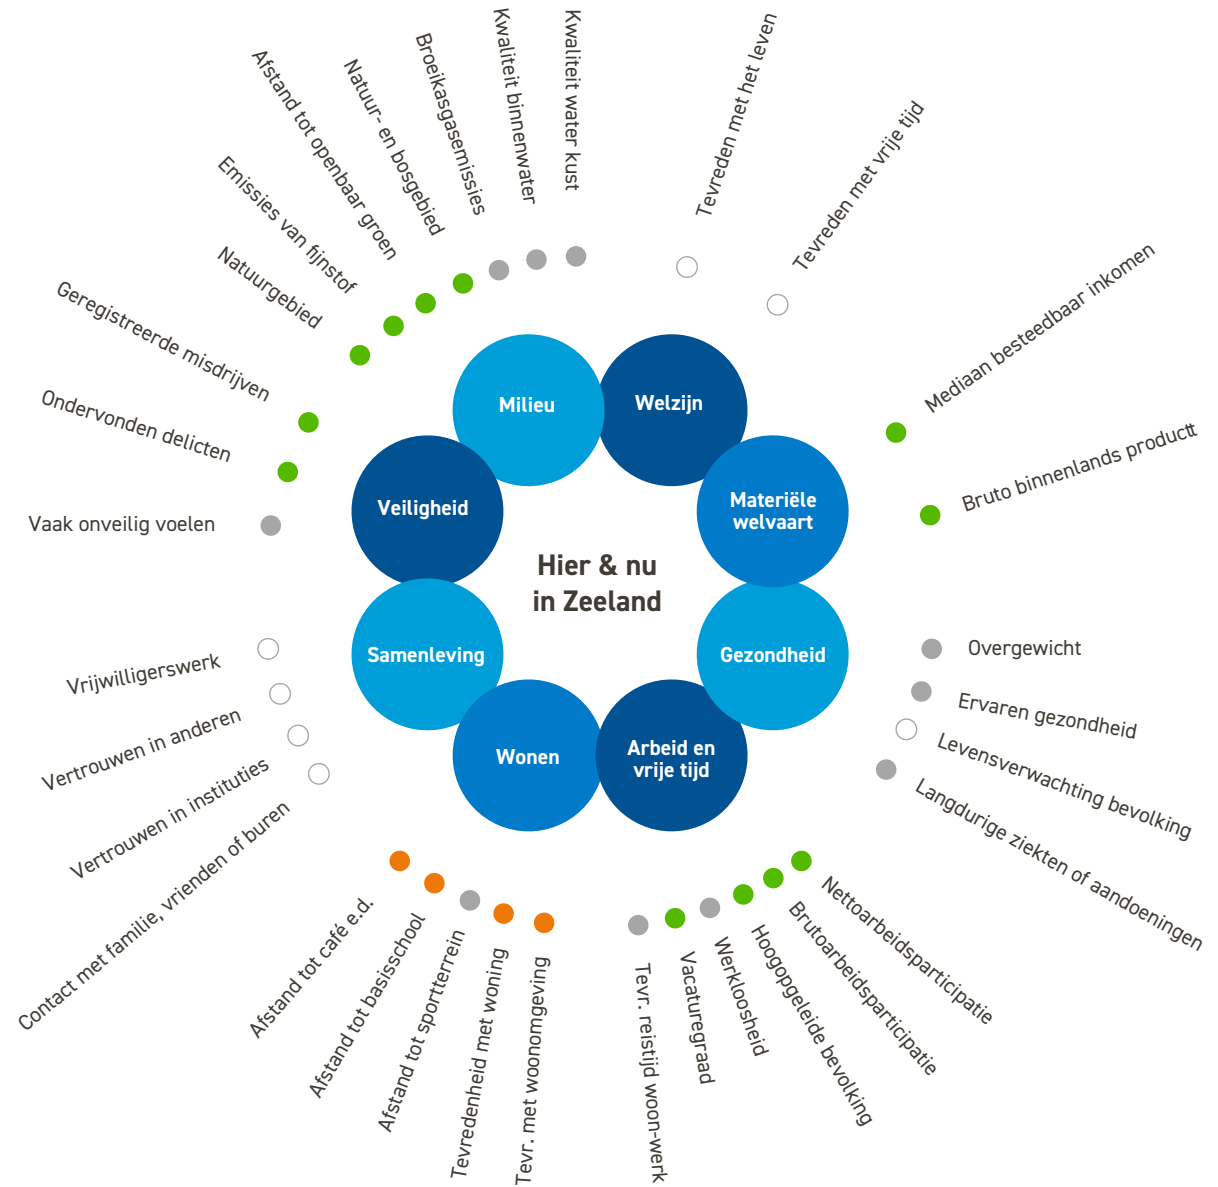 Kwaliteit water kust
Kwaliteit binnenwater
Broeikasgasemissies
Natuur- en bosgebied
Afstand tot openbaar groen
Emissies van fijnstof
Natuurgebied
Geregistreerde misdrijven
Ondervonden delicten
Vaak onveilig voelen
Vrijwilligerswerk
Vertrouwen in anderen
Vertrouwen in instituties
Contact met familie, vrienden of buren
Afstand tot café e.d.
Afstand tot basisschool
Afstand tot sportterrein
Tevredenheid met woning
Tevr. met woonomgeving
Tevr. reistijd woon-werk
Vacaturegraad
Werkloosheid
Hoogopgeleide bevolking
Brutoarbeidsparticipatie
Nettoarbeidsparticipatie
Langdurige ziekten of aandoeningen
Levensverwachting bevolking
Ervaren gezondheid
Overgewicht
Bruto binnenlands productt
Mediaan besteedbaar inkomen
Tevreden met vrije tijd
Tevreden met het leven
Milieu
Welzijn
Veiligheid
Materiële
welvaart
Hier & nu
in Zeeland
Samenleving
Gezondheid
Wonen
Arbeid en
vrije tijd